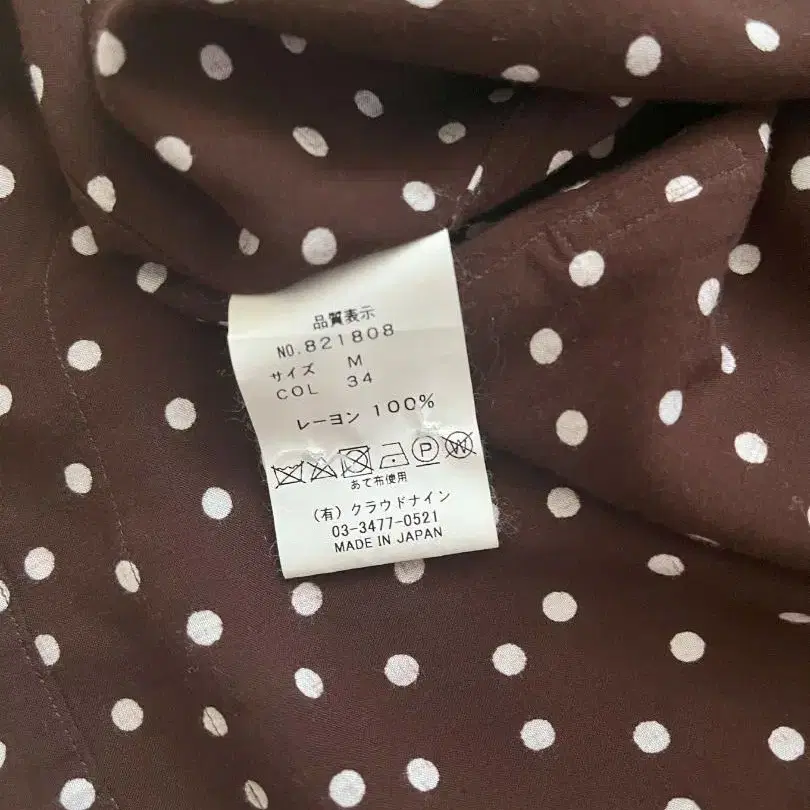 品質表示
NO.821808
サイズ M
COL 34
レーヨン 100%
P W
あて布使用
(有) クラウドナイン
03-3477-0521
MADE IN JAPAN